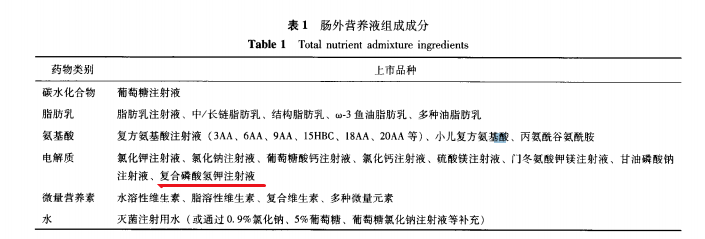 表 1 肠外营养液组成成分
Table 1 Total nutrient admixture ingredients
药物类别 上市品种
碳水化合物 葡萄糖注射液
脂肪乳 脂肪乳注射液、中/长链脂肪乳、结构脂肪乳、ω-3 鱼油脂肪乳、多种油脂肪乳
氨基酸 复方氨基酸注射液（3AA、6AA、9AA、15HBC、18AA、20AA 等）、小儿复方氨基酸、丙氨酰谷氨酰胺
电解质 氯化钾注射液、氯化钠注射液、葡萄糖酸钙注射液、氯化钙注射液、硫酸镁注射液、门冬氨酸钾镁注射液、甘油磷酸钠
注射液、复合磷酸氢钾注射液
微量营养素 水溶性维生素、脂溶性维生素、复合维生素、多种微量元素
水 灭菌注射用水（或通过 0.9%氯化钠、5%葡萄糖、葡萄糖氯化钠注射液等补充）